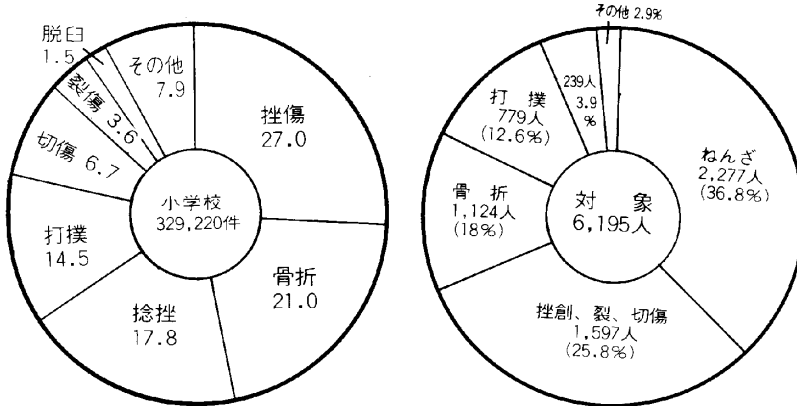 脱臼
1.5
その他
7.9
裂傷 3.6
切傷 6.7
打撲
14.5
捻挫
17.8
骨折
21.0
挫傷
27.0
小学校
329,220件
その他 2.9%
239人
3.9
%
打 撲
779人
(12.6%)
骨 折
1,124人
(18%)
ねんざ
2,277人
(36.8%)
対 象
6,195人
挫創、裂、切傷
1,597人
(25.8%)